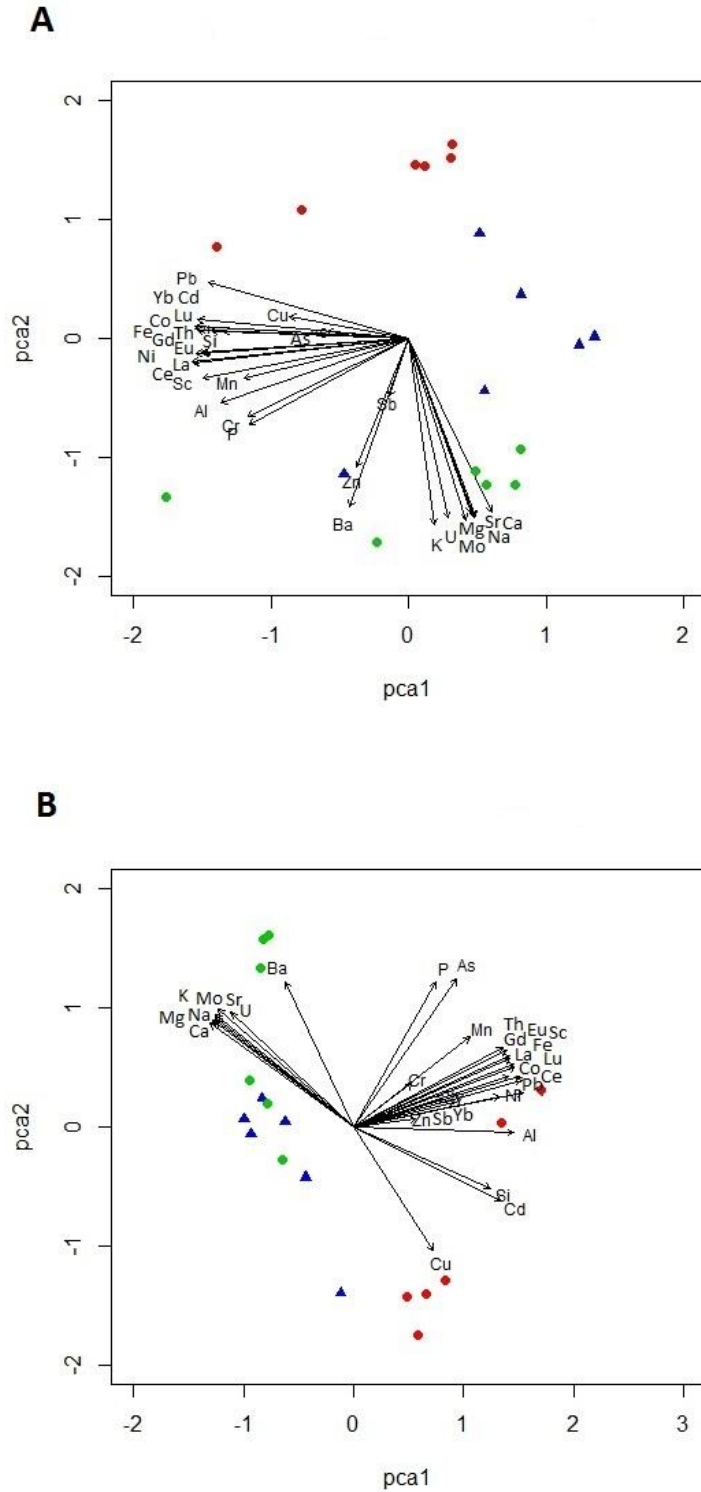 A
2
1
0
-1
-2
pca2
Pb
Yb Cd
Lu
Cu
Co
Fe
Th
Gd
Si
As
Ni
Eu
La
Ce
Sc
Mn
Al
Cr
P
Sb
Zn
Ba
K
U
Mg
Sr
Ca
Mo
Na
-2 -1 0 1 2
pca1
B
2
1
0
-1
-2
pca2
Ba
P
As
K
Mo
Sr
Mg
Na
U
Ca
Mn
Th
Eu
Sc
Gd
Fe
La
Lu
Co
Cr
Pb
Ce
Ni
Zn
Sb
Yb
Al
Si
Cd
Cu
-2 -1 0 1 2 3
pca1